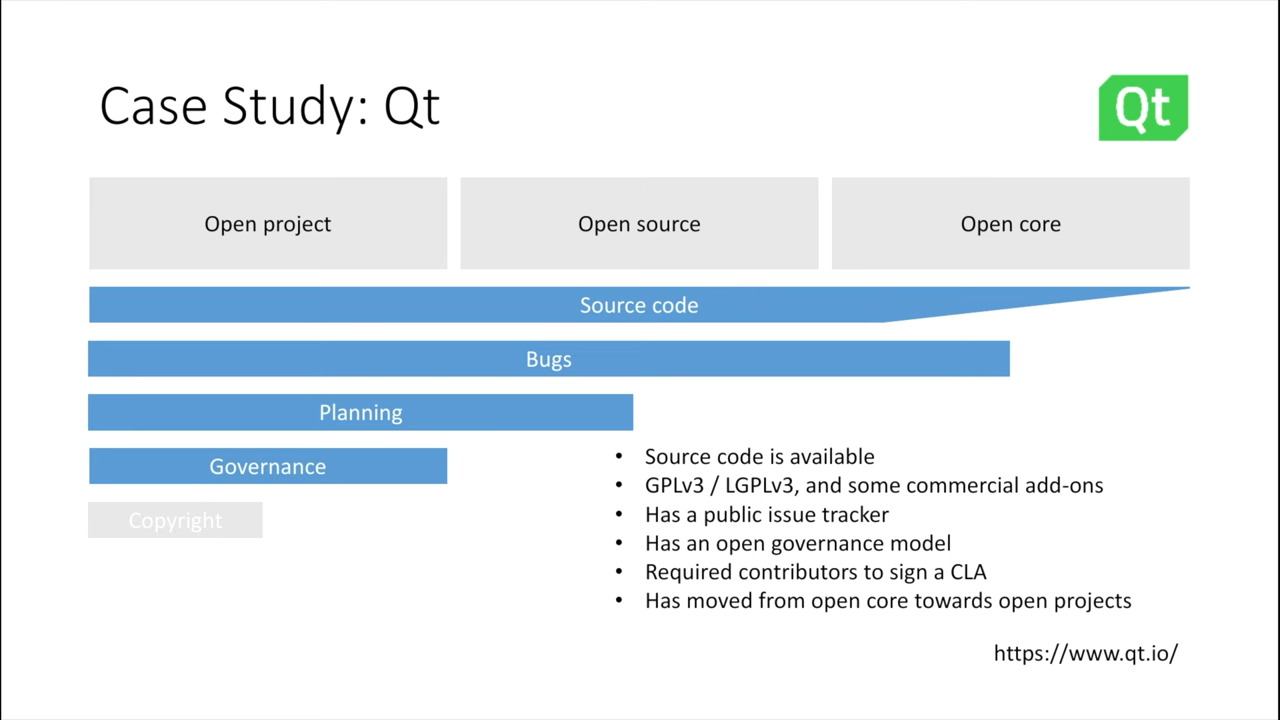 Case Study: Qt
Qt
Open project
Open source
Open core
Source code
Bugs
Planning
Governance
Copyright
• Source code is available
• GPLv3 / LGPLv3, and some commercial add-ons
• Has a public issue tracker
• Has an open governance model
• Required contributors to sign a CLA
• Has moved from open core towards open projects
https://www.qt.io/